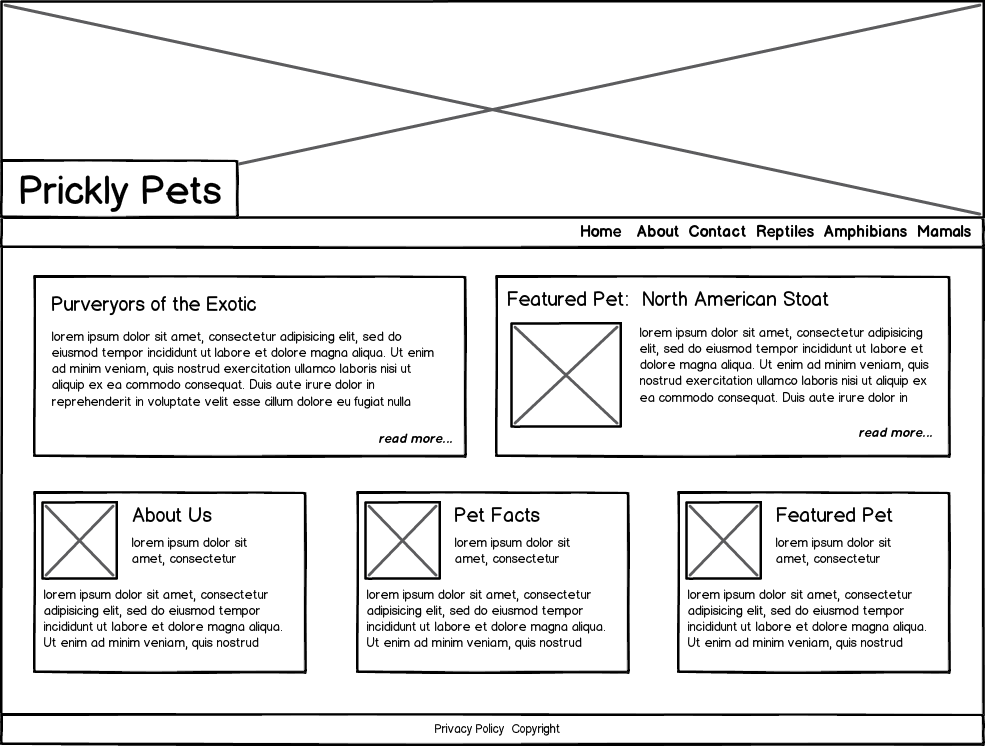 Prickly Pets
Home About Contact Reptiles Amphibians Mamals
Purveryors of the Exotic
lorem ipsum dolor sit amet, consectetur adipisicing elit, sed do
eiusmod tempor incididunt ut labore et dolore magna aliqua. Ut enim
ad minim veniam, quis nostrud exercitation ullamco laboris nisi ut
aliquip ex ea commodo consequat. Duis aute irure dolor in
reprehenderit in voluptate velit esse cillum dolore eu fugiat nulla
read more...
Featured Pet: North American Stoat
lorem ipsum dolor sit amet, consectetur adipisicing
elit, sed do eiusmod tempor incididunt ut labore et
dolore magna aliqua. Ut enim ad minim veniam, quis
nostrud exercitation ullamco laboris nisi ut aliquip ex
ea commodo consequat. Duis aute irure dolor in
read more...
About Us
lorem ipsum dolor sit
amet, consectetur
lorem ipsum dolor sit amet, consectetur
adipisicing elit, sed do eiusmod tempor
incididunt ut labore et dolore magna aliqua.
Ut enim ad minim veniam, quis nostrud
Pet Facts
lorem ipsum dolor sit
amet, consectetur
lorem ipsum dolor sit amet, consectetur
adipisicing elit, sed do eiusmod tempor
incididunt ut labore et dolore magna aliqua.
Ut enim ad minim veniam, quis nostrud
Featured Pet
lorem ipsum dolor sit
amet, consectetur
lorem ipsum dolor sit amet, consectetur
adipisicing elit, sed do eiusmod tempor
incididunt ut labore et dolore magna aliqua.
Ut enim ad minim veniam, quis nostrud
Privacy Policy Copyright